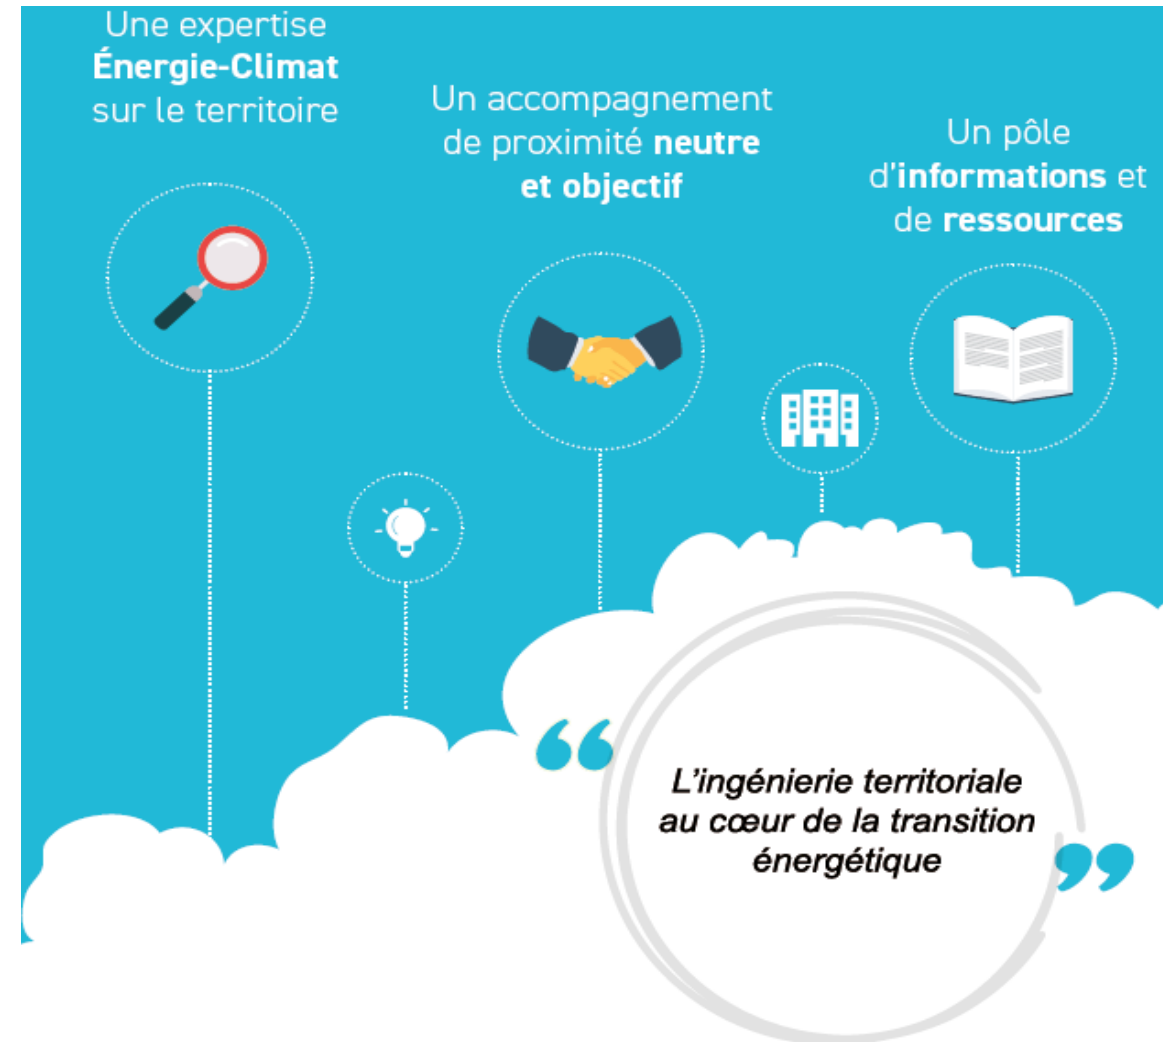 Une expertise
Énergie-Climat
sur le territoire
Un accompagnement
de proximité neutre
et objectif
Un pôle
d'informations et
de ressources
“
L’ingénierie territoriale
au cœur de la transition
énergétique
”